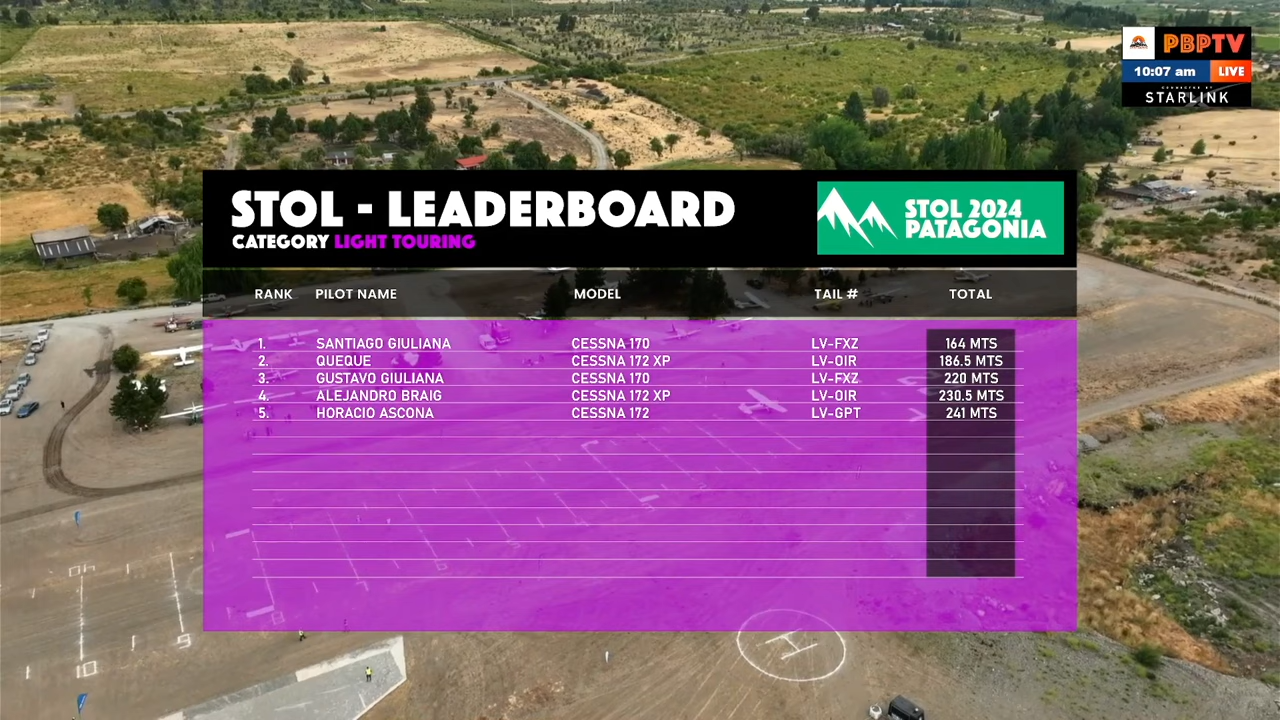 PBPTV
10:07 am LIVE
STARLINK
STOL - LEADERBOARD
CATEGORY LIGHT TOURING
STOL 2024
PATAGONIA
RANK PILOT NAME MODEL TAIL # TOTAL
1. SANTIAGO GIULIANA CESSNA 170 LV-FXZ 164 MTS
2. QUEQUE CESSNA 172 XP LV-OIR 186.5 MTS
3. GUSTAVO GIULIANA CESSNA 170 LV-FXZ 220 MTS
4. ALEJANDRO BRAIG CESSNA 172 XP LV-OIR 230.5 MTS
5. HORACIO ASCONA CESSNA 172 LV-GPT 241 MTS
H